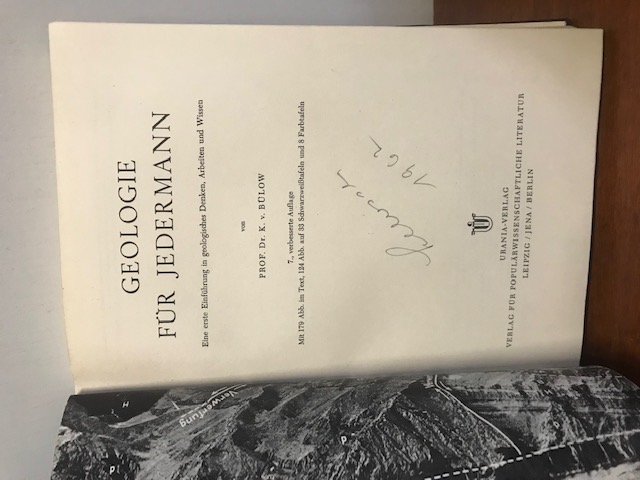 GEOLOGIE
FÜR JEDERMANN
Eine erste Einführung in geologisches Denken, Arbeiten und Wissen
von
PROF. DR. K. v. BÜLOW
7., verbesserte Auflage
Mit 179 Abb. im Text, 124 Abb. auf 33 Schwarzweißtafeln und 8 Farbtafeln
1962
URANIA-VERLAG
VERLAG FÜR POPULÄRWISSENSCHAFTLICHE LITERATUR
LEIPZIG / JENA / BERLIN
H
Verwerfung
p
p
d